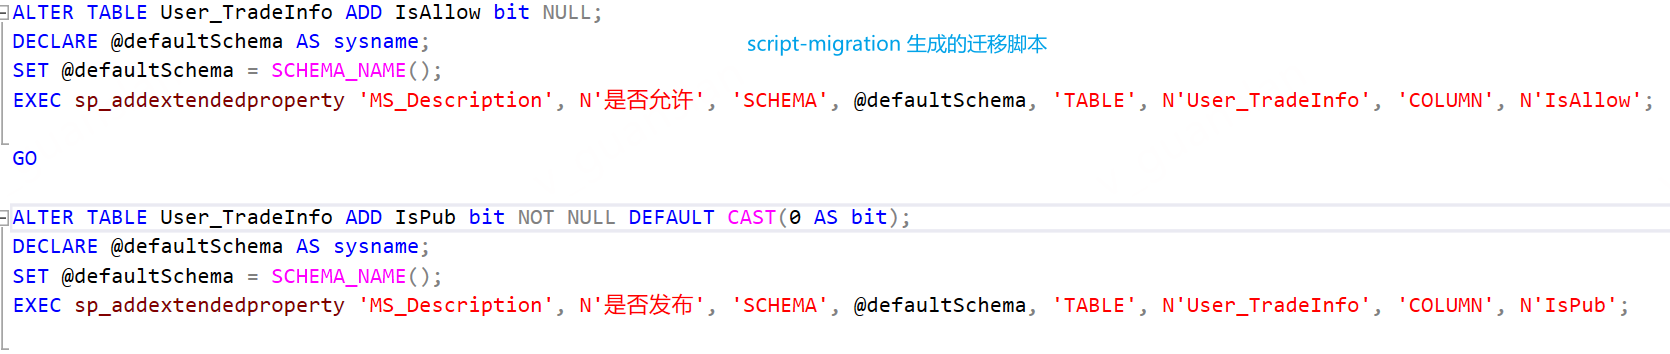 ALTER TABLE User_TradeInfo ADD IsAllow bit NULL;
DECLARE @defaultSchema AS sysname;
script-migration 生成的迁移脚本
SET @defaultSchema = SCHEMA_NAME();
EXEC sp_addextendedproperty 'MS_Description', N'是否允许', 'SCHEMA', @defaultSchema, 'TABLE', N'User_TradeInfo', 'COLUMN', N'IsAllow';
GO
ALTER TABLE User_TradeInfo ADD IsPub bit NOT NULL DEFAULT CAST(0 AS bit);
DECLARE @defaultSchema AS sysname;
SET @defaultSchema = SCHEMA_NAME();
EXEC sp_addextendedproperty 'MS_Description', N'是否发布', 'SCHEMA', @defaultSchema, 'TABLE', N'User_TradeInfo', 'COLUMN', N'IsPub';